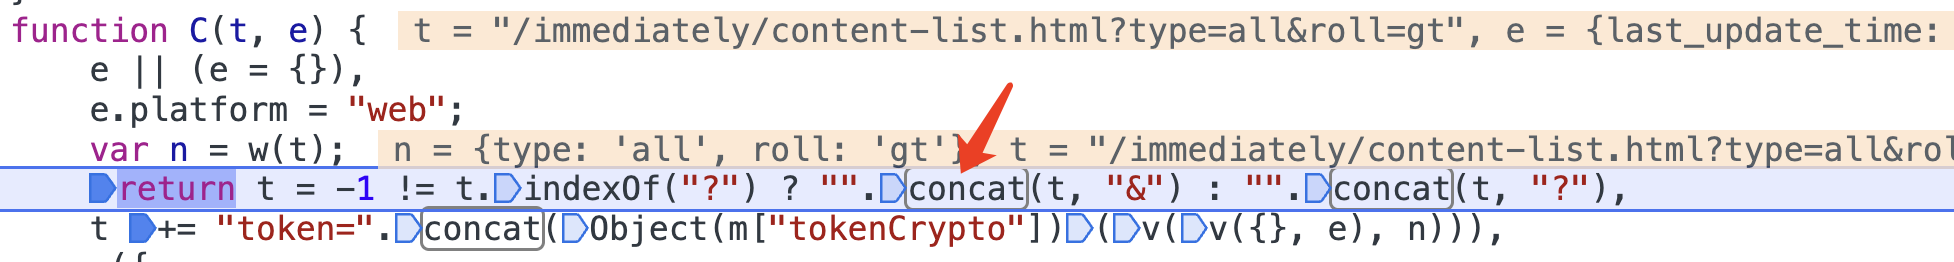 function C(t, e) { t = "/immediately/content-list.html?type=all&roll=gt", e = {last_update_time:
e || (e = {}),
e.platform = "web";
var n = w(t); n = {type: 'all', roll: 'gt'} t = "/immediately/content-list.html?type=all&rol
return t = -1 != t.indexOf("?") ? "".concat(t, "&") : "".concat(t, "?"),
t += "token=".concat(Object(m["tokenCrypto"])(v(v({}, e), n))),